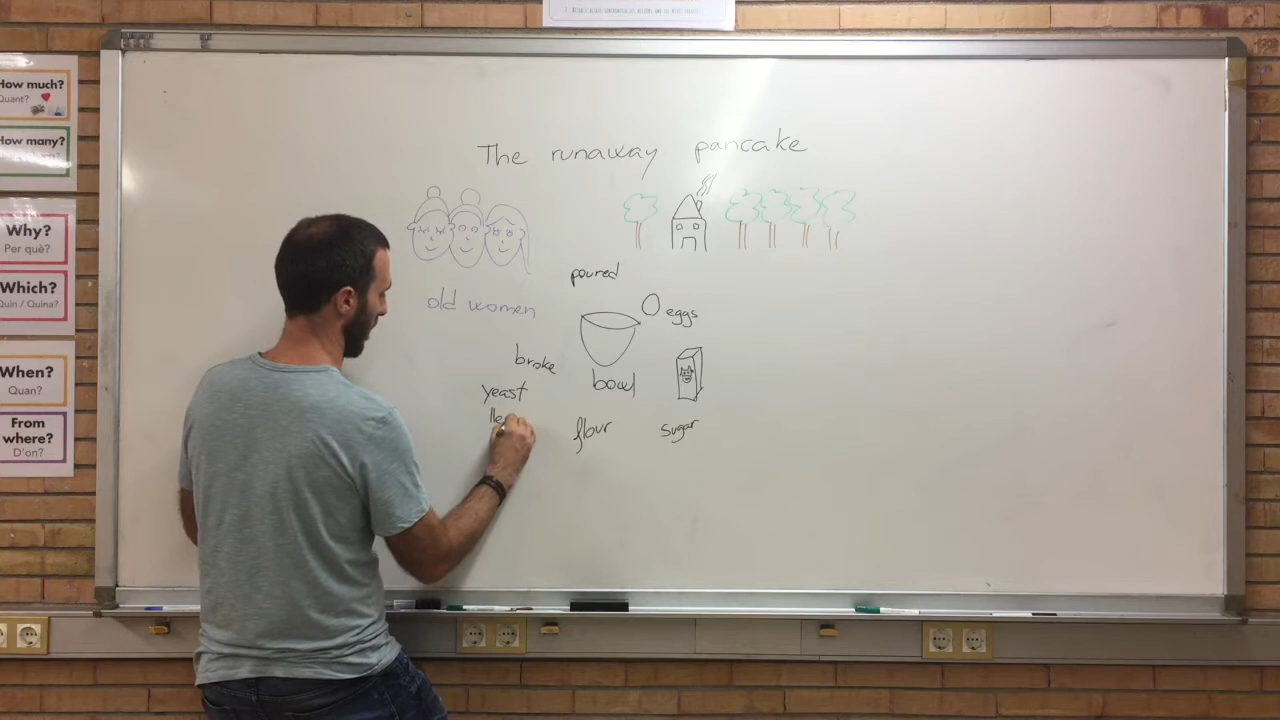 How much?
Quant?
How many?
Why?
Per què?
Which?
Quin / Quina?
When?
Quan?
From
where?
D'on?
The runaway pancake
old women
poured
eggs
broke
bowl
yeast
flour
sugar